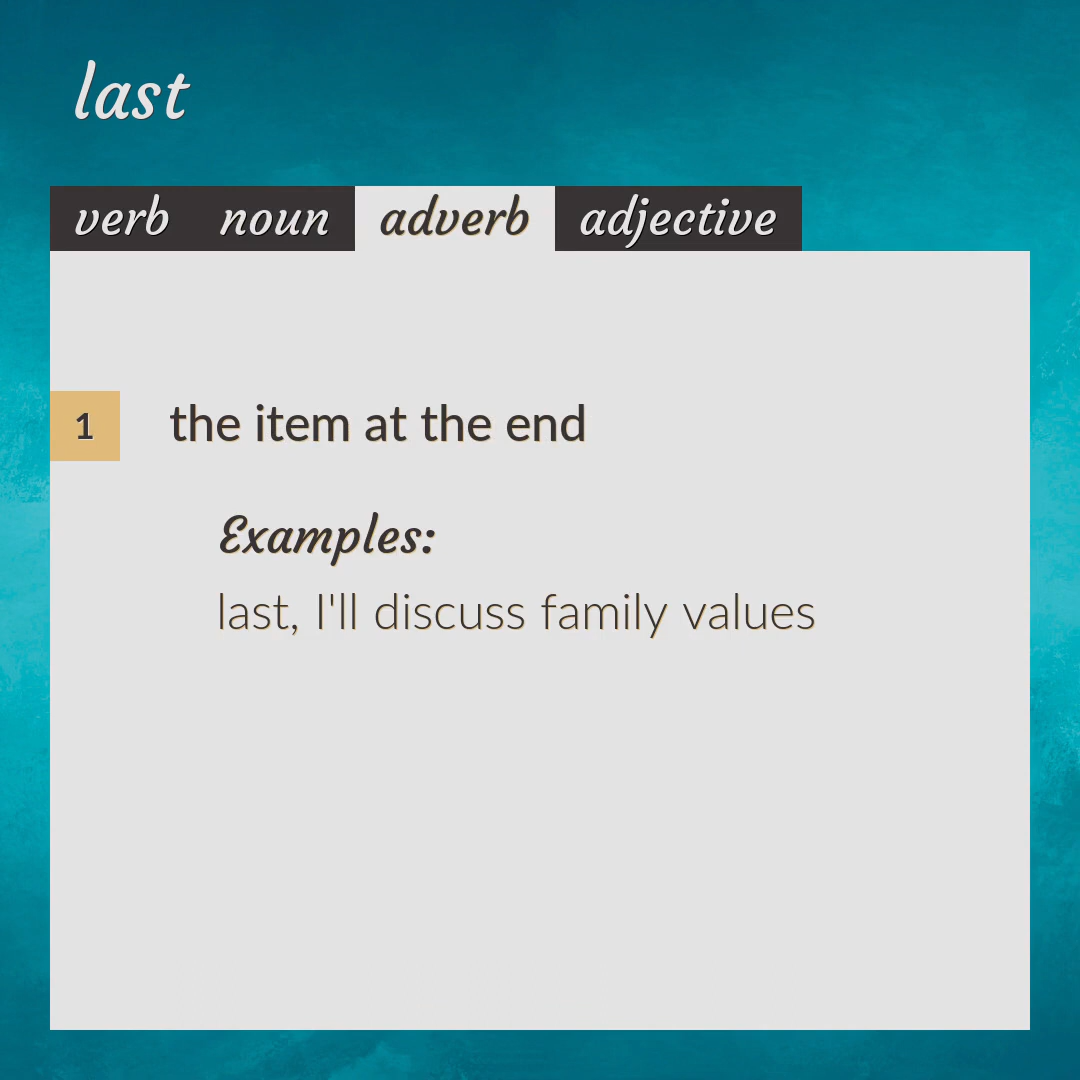 last
verb noun adverb adjective
1 the item at the end
Examples:
last, I'll discuss family values